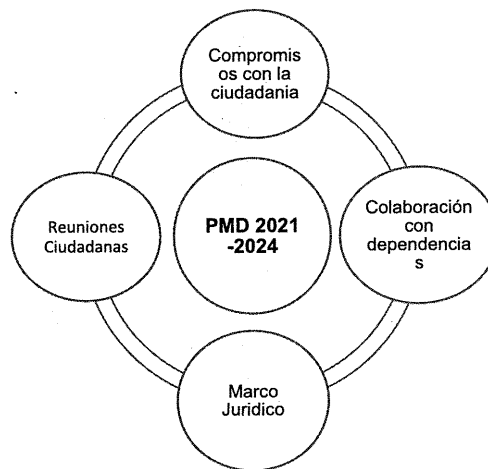 Compromis
os con la
ciudadania
Reuniones
Ciudadanas
PMD 2021
-2024
Colaboración
con
dependencia
s
Marco
Juridico